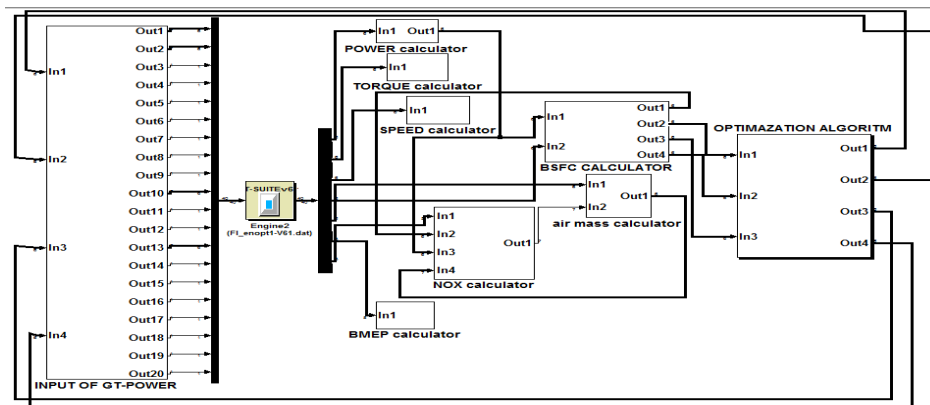 In1
In2
In3
In4
Out1
Out2
Out3
Out4
Out5
Out6
Out7
Out8
Out9
Out10
Out11
Out12
Out13
Out14
Out15
Out16
Out17
Out18
Out19
Out20
INPUT OF GT-POWER
T-SUITEv6
Engine2
(FI_enopt1-V61.dat)
In1 Out1
POWER calculator
In1
TORQUE calculator
In1
SPEED calculator
In1
In2
Out1
Out2
Out3
Out4
BSFC CALCULATOR
In1
In2
Out1
air mass calculator
In1
In2
In3
In4
Out1
NOX calculator
In1
BMEP calculator
OPTIMAZATION ALGORITM
In1
In2
In3
Out1
Out2
Out3
Out4